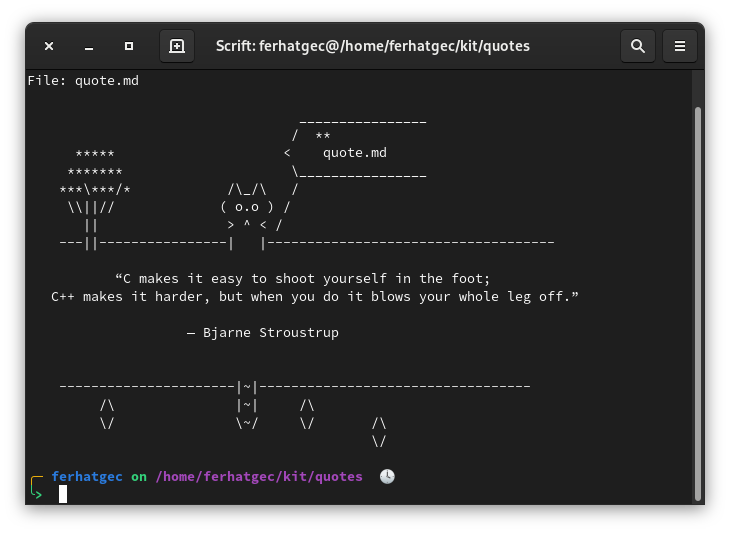 Scrift: ferhatgec@/home/ferhatgec/kit/quotes
File: quote.md
                                  ________________
                                 /  **
      *****                     <    quote.md
     *******                     \________________
    ***\***/*            /\_/\   /
     \\||//             ( o.o ) /
       ||                > ^ < /
    ---||----------------|   |------------------------------------
“C makes it easy to shoot yourself in the foot;
C++ makes it harder, but when you do it blows your whole leg off.”
— Bjarne Stroustrup
    ----------------------|~|----------------------------------
         /\               |~|     /\
         \/               \~/     \/       /\
                                           \/
ferhatgec on /home/ferhatgec/kit/quotes 🕓
>